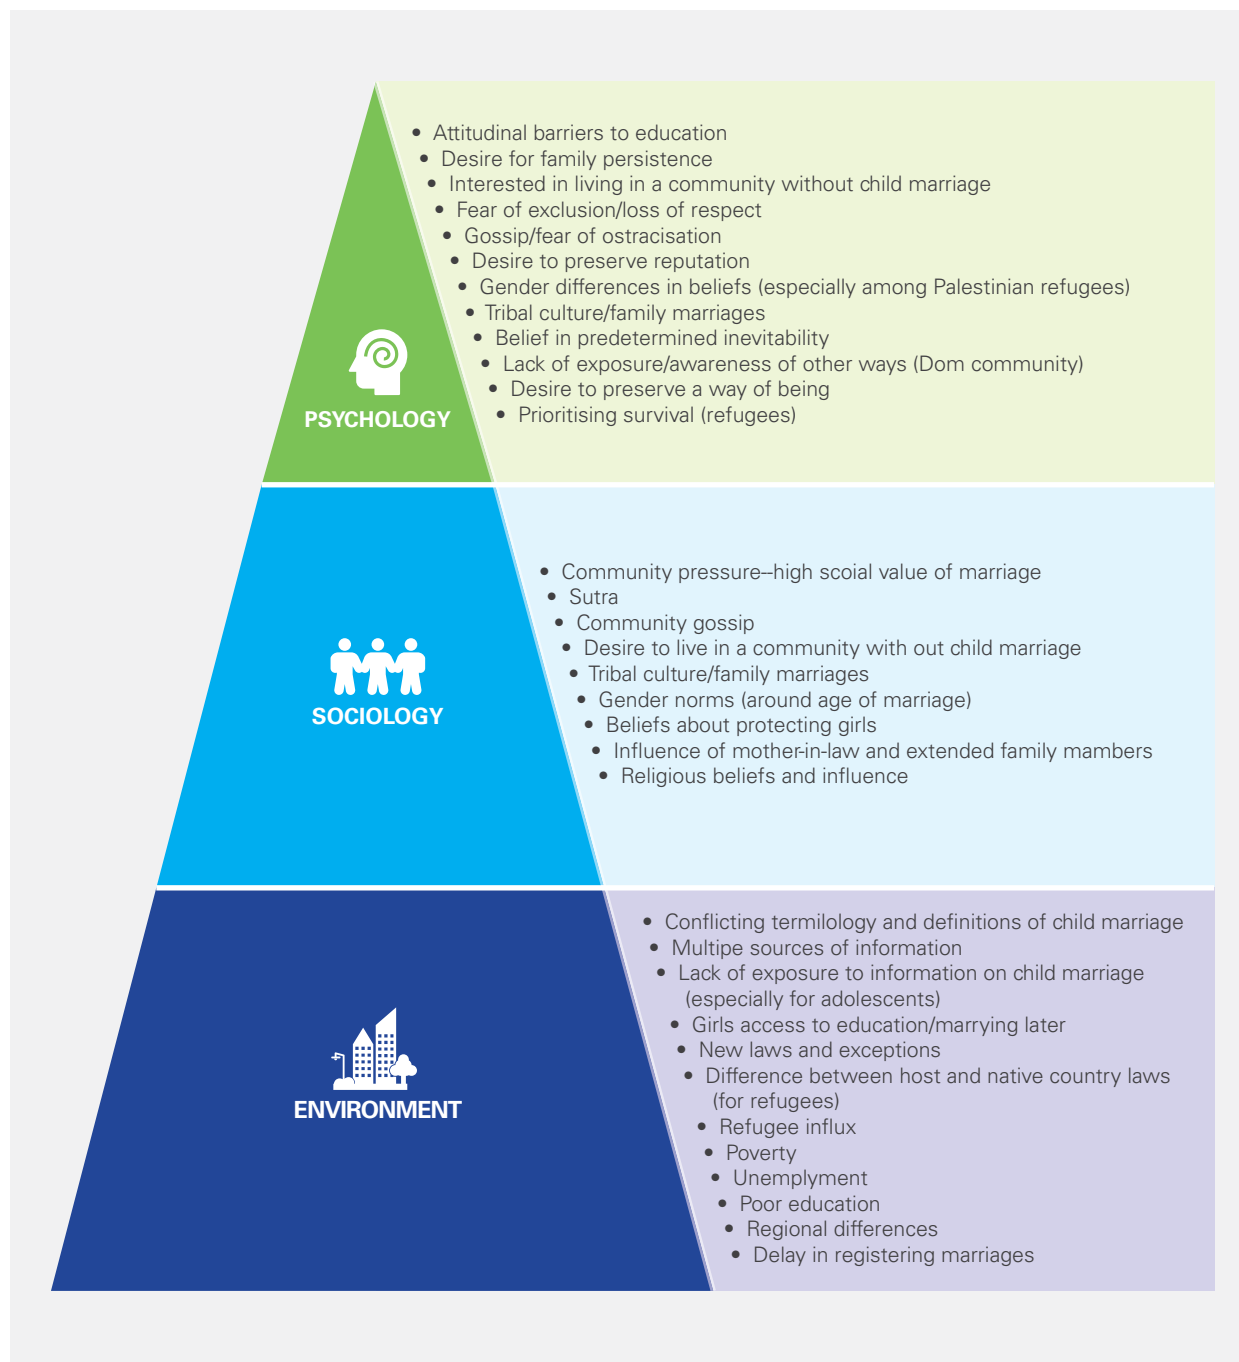 • Attitudinal barriers to education
• Desire for family persistence
• Interested in living in a community without child marriage
• Fear of exclusion/loss of respect
• Gossip/fear of ostracisation
• Desire to preserve reputation
• Gender differences in beliefs (especially among Palestinian refugees)
• Tribal culture/family marriages
• Belief in predetermined inevitability
• Lack of exposure/awareness of other ways (Dom community)
• Desire to preserve a way of being
• Prioritising survival (refugees)
PSYCHOLOGY
• Community pressure–high scoial value of marriage
• Sutra
• Community gossip
• Desire to live in a community with out child marriage
• Tribal culture/family marriages
• Gender norms (around age of marriage)
• Beliefs about protecting girls
• Influence of mother-in-law and extended family mambers
• Religious beliefs and influence
SOCIOLOGY
• Conflicting termilology and definitions of child marriage
• Multipe sources of information
• Lack of exposure to information on child marriage
(especially for adolescents)
• Girls access to education/marrying later
• New laws and exceptions
• Difference between host and native country laws
(for refugees)
• Refugee influx
• Poverty
• Unemplyment
• Poor education
• Regional differences
• Delay in registering marriages
ENVIRONMENT